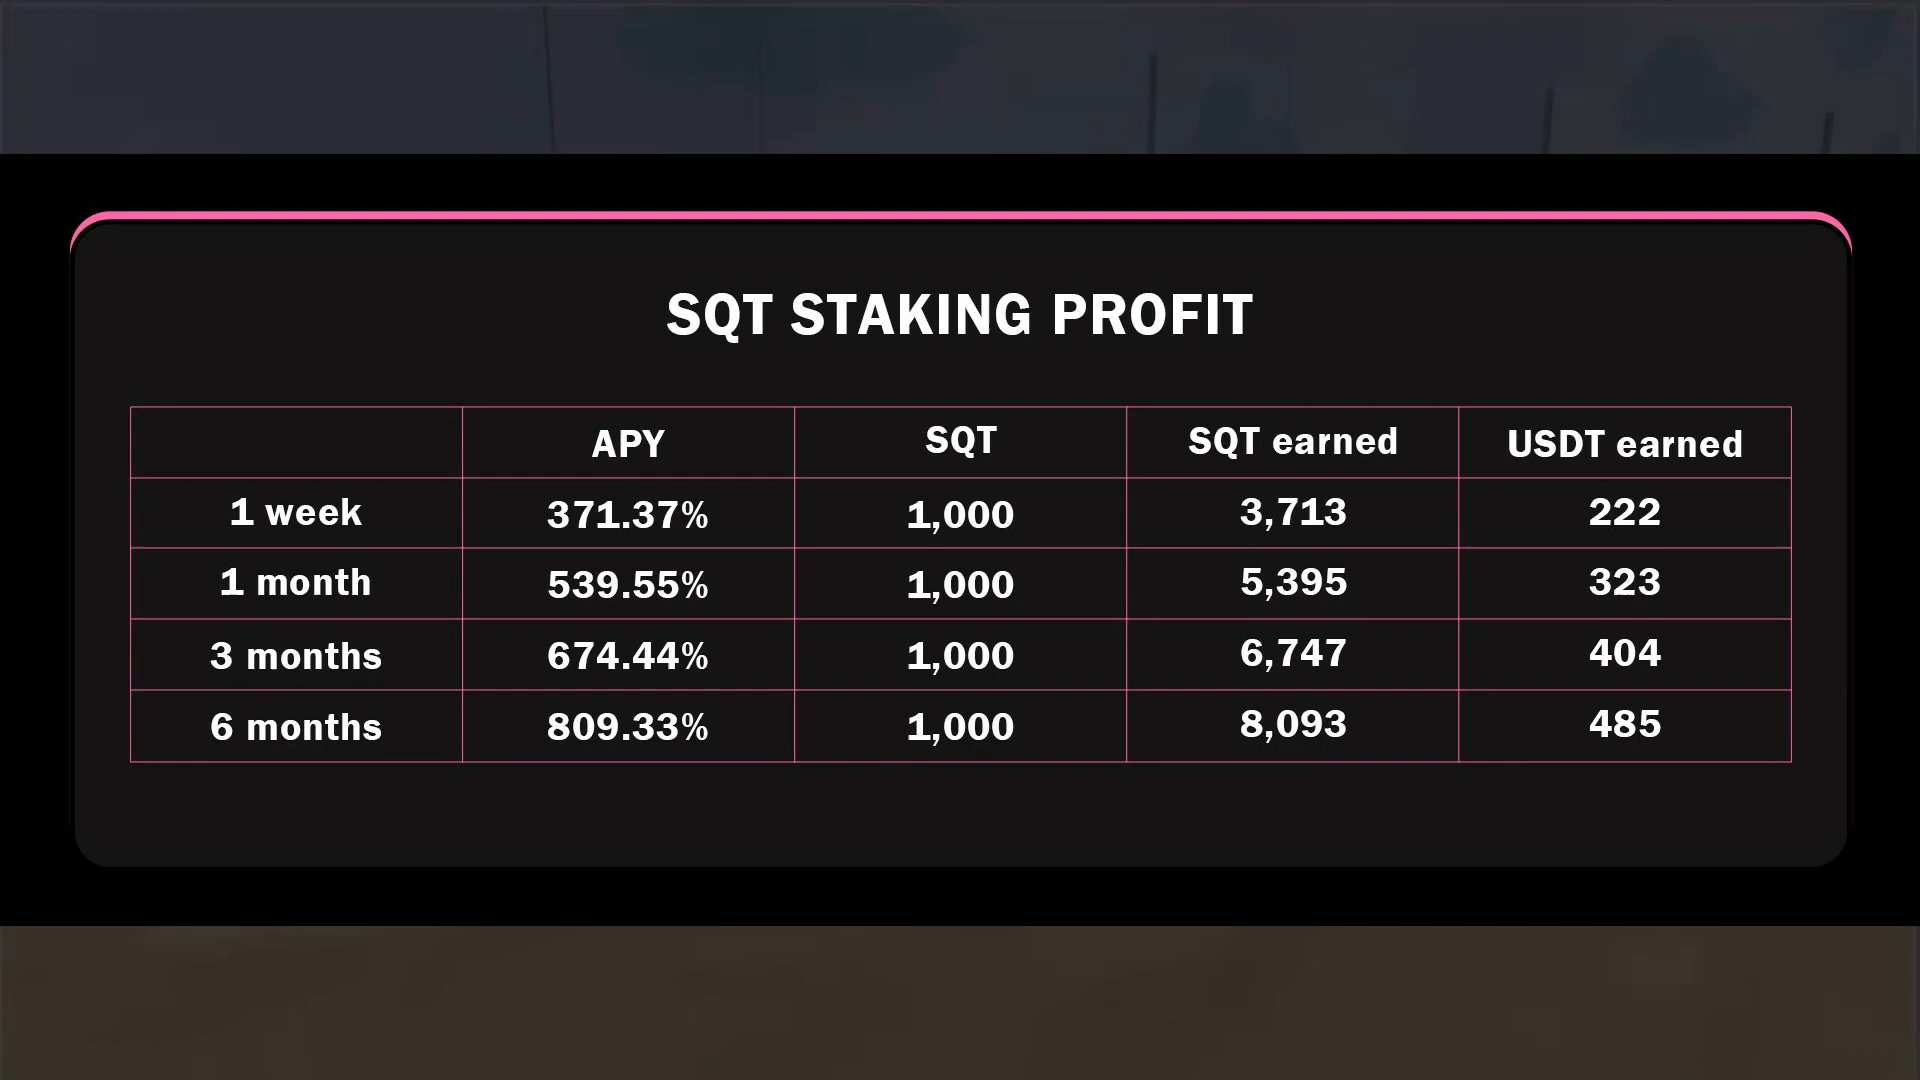 SQT STAKING PROFIT
APY SQT SQT earned USDT earned
1 week 371.37% 1,000 3,713 222
1 month 539.55% 1,000 5,395 323
3 months 674.44% 1,000 6,747 404
6 months 809.33% 1,000 8,093 485